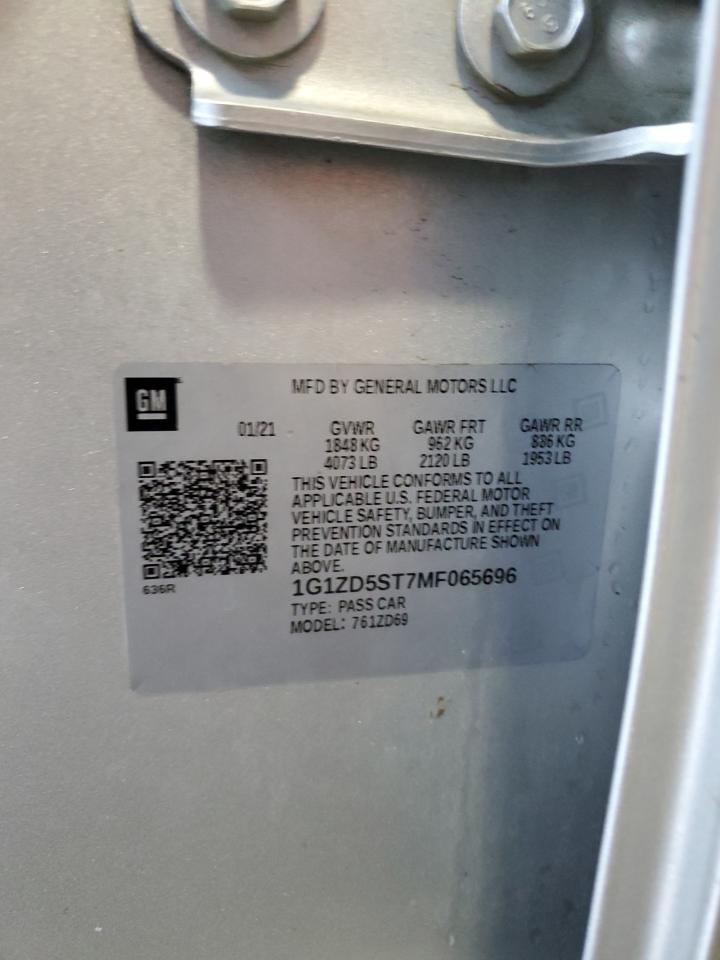 GM
MFD BY GENERAL MOTORS LLC
01/21 GVWR GAWR FRT GAWR RR
1848 KG 962 KG 886 KG
4073 LB 2120 LB 1953 LB
THIS VEHICLE CONFORMS TO ALL
APPLICABLE U.S. FEDERAL MOTOR
VEHICLE SAFETY, BUMPER, AND THEFT
PREVENTION STANDARDS IN EFFECT ON
THE DATE OF MANUFACTURE SHOWN
ABOVE.
636R
1G1ZD5ST7MF065696
TYPE: PASS CAR
MODEL: 761ZD69